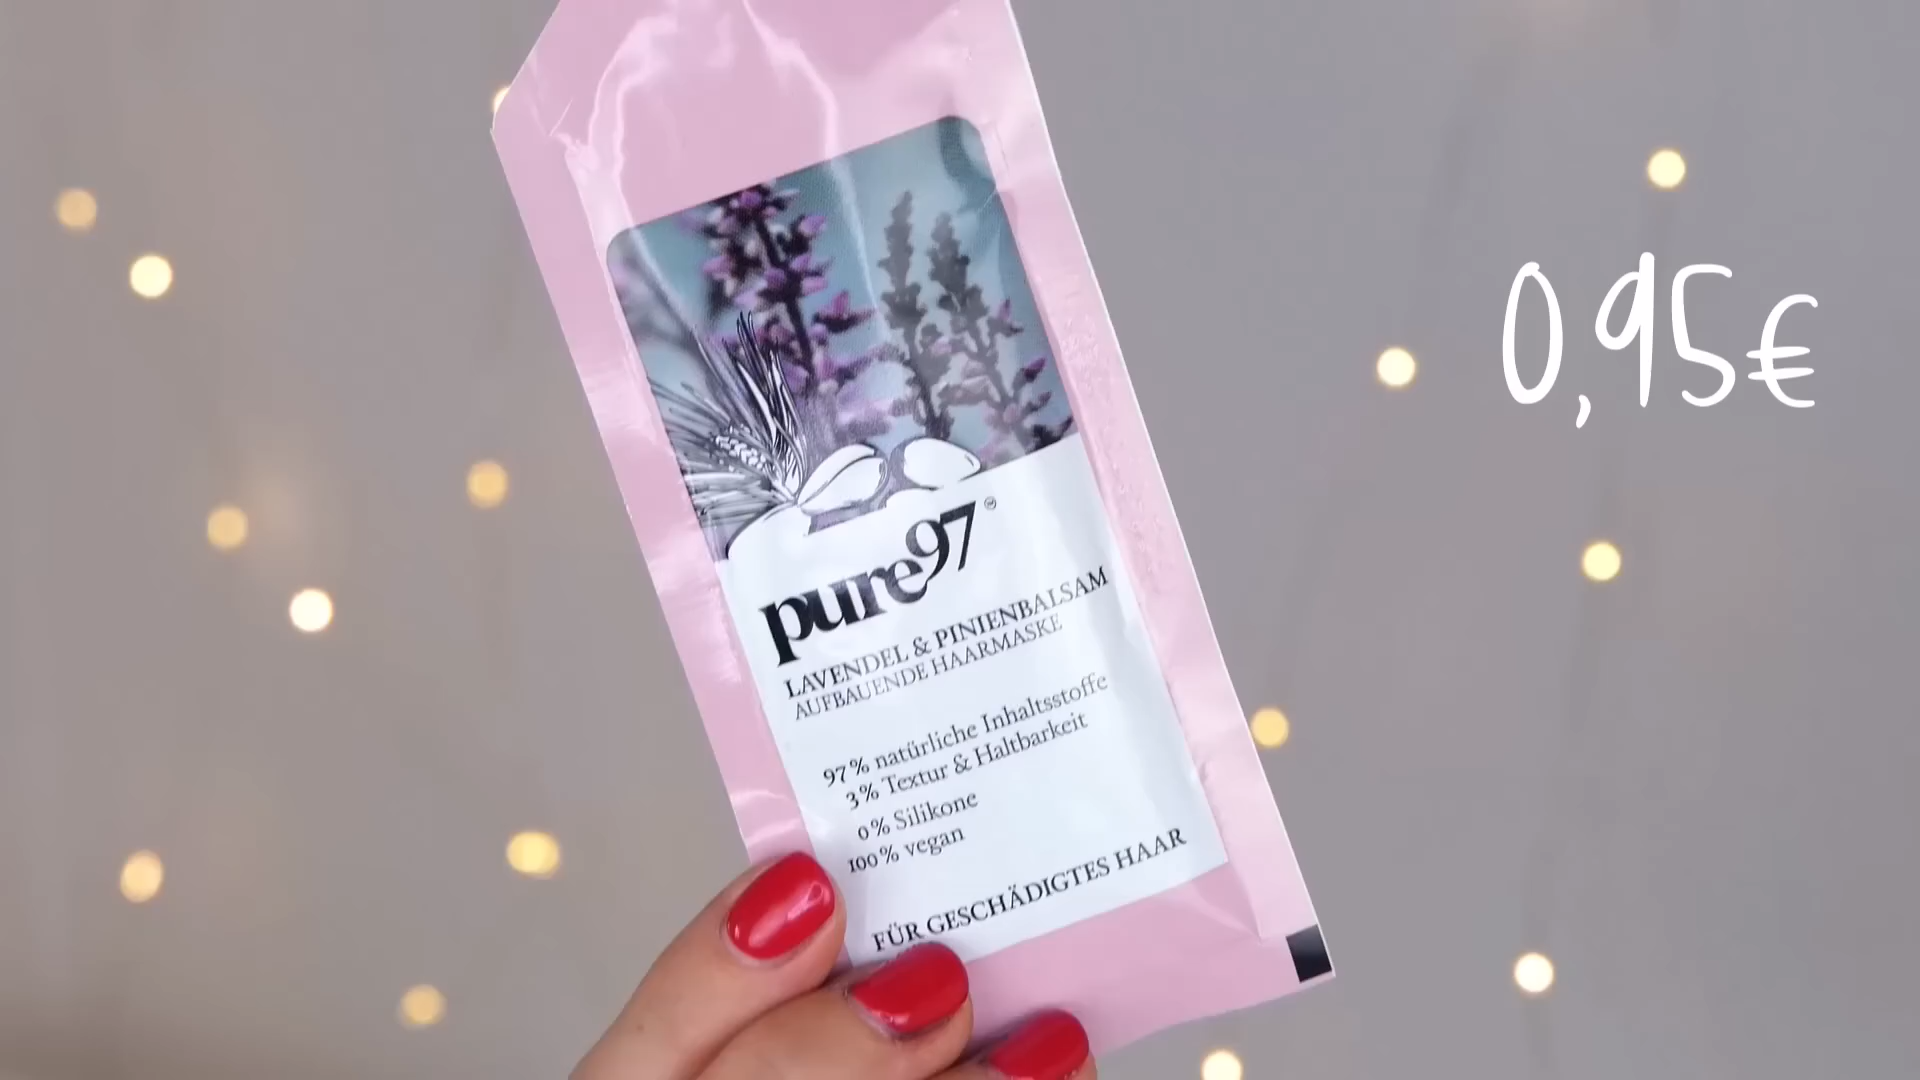 pure97
LAVENDEL & PINIENBALSAM
AUFBAUENDE HAARMASKE
97% natürliche Inhaltsstoffe
3% Textur & Haltbarkeit
0% Silikone
100% vegan
FÜR GESCHÄDIGTES HAAR
0,95€